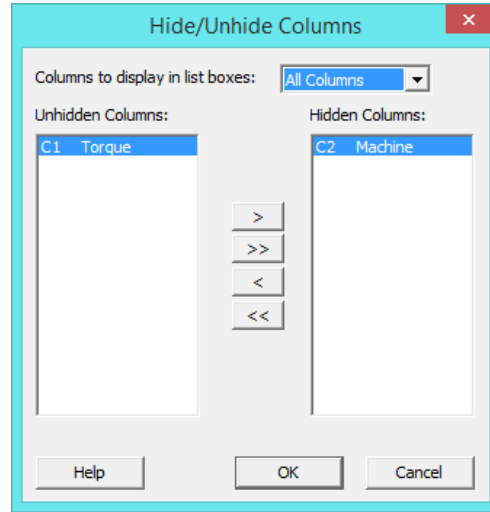 Hide/Unhide Columns
×
Columns to display in list boxes: All Columns
Unhidden Columns: Hidden Columns:
C1 Torque C2 Machine
>
>>
<
<<
Help OK Cancel